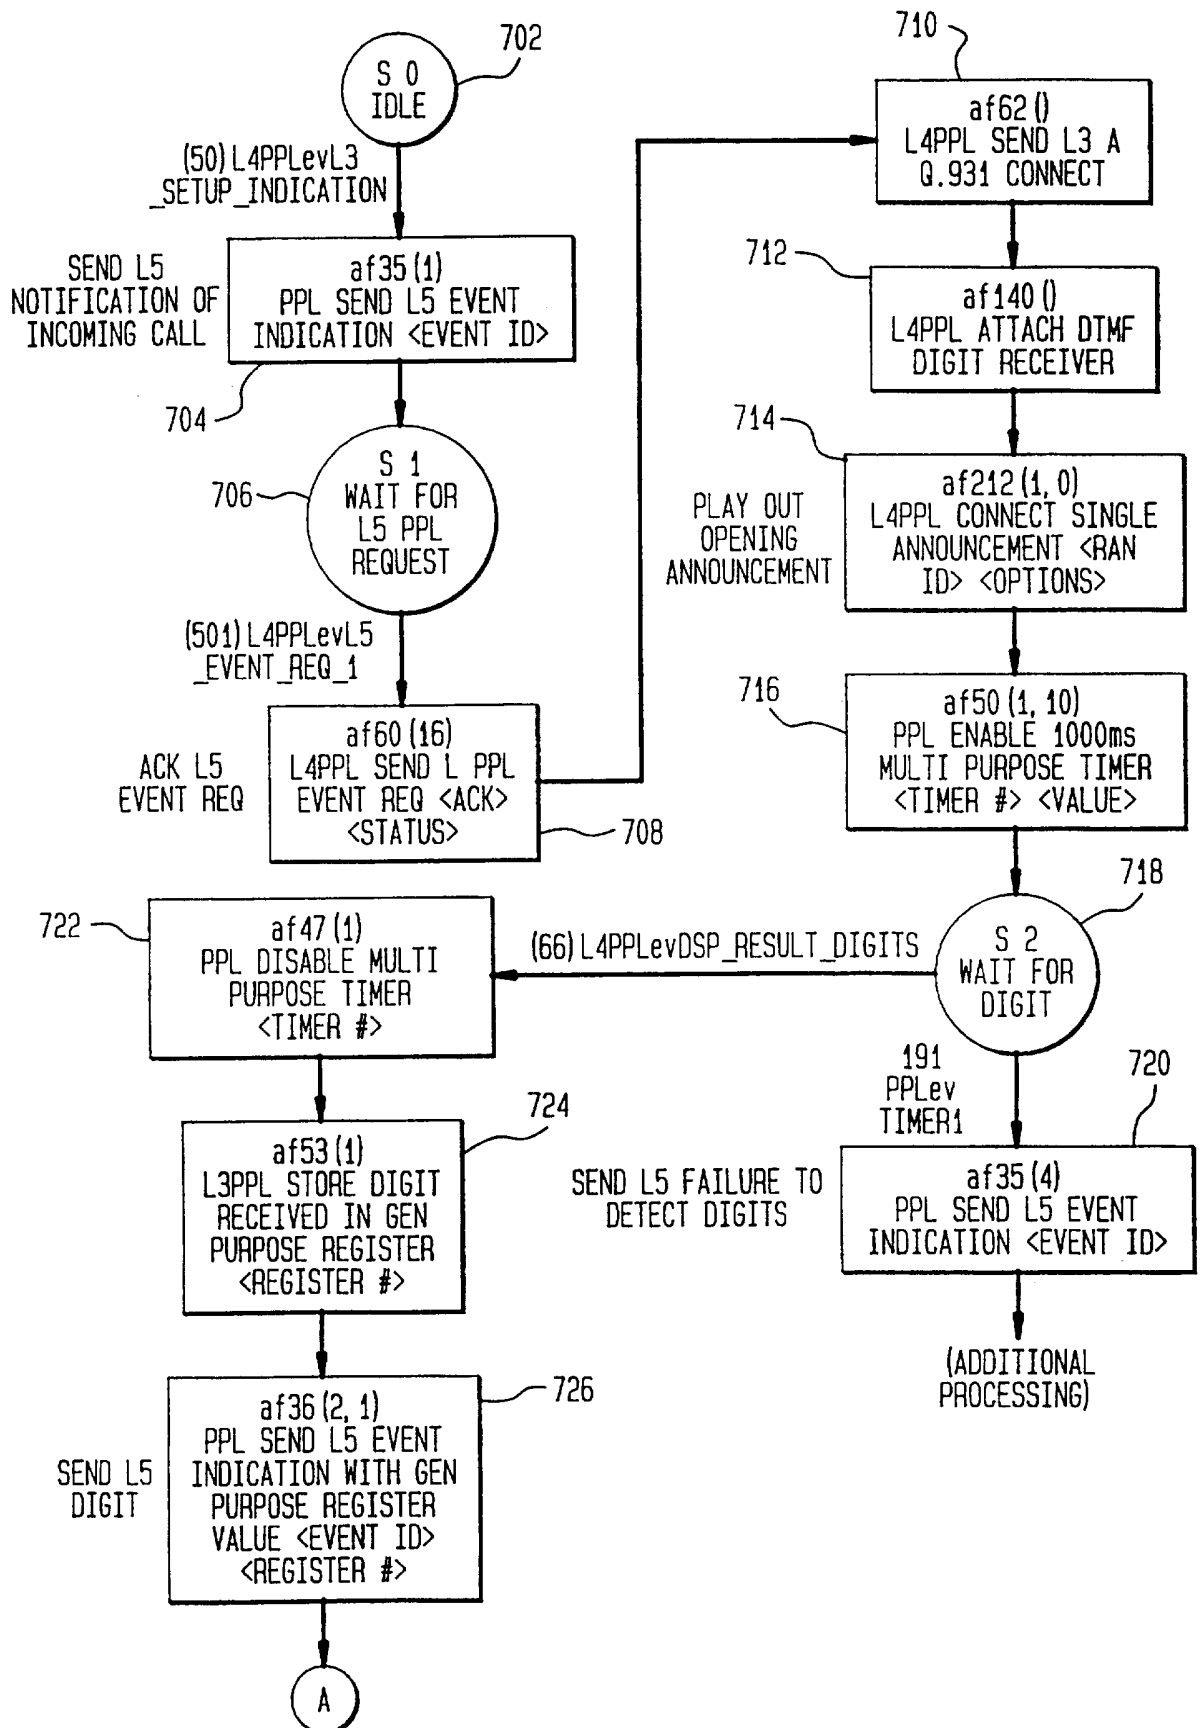 702
S 0
IDLE
(50) L4PPLevL3
_SETUP_INDICATION
SEND L5
NOTIFICATION OF
INCOMING CALL
af35(1)
PPL SEND L5 EVENT
INDICATION <EVENT ID>
704
706
S 1
WAIT FOR
L5 PPL
REQUEST
(501) L4PPLevL5
_EVENT_REQ_1
ACK L5
EVENT REQ
af60(16)
L4PPL SEND L PPL
EVENT REQ <ACK>
<STATUS>
708
710
af62()
L4PPL SEND L3 A
Q.931 CONNECT
712
af140()
L4PPL ATTACH DTMF
DIGIT RECEIVER
714
PLAY OUT
OPENING
ANNOUNCEMENT
af212(1,0)
L4PPL CONNECT SINGLE
ANNOUNCEMENT <RAN
ID> <OPTIONS>
716
af50(1,10)
PPL ENABLE 1000ms
MULTI PURPOSE TIMER
<TIMER #> <VALUE>
718
S 2
WAIT FOR
DIGIT
(66) L4PPLevDSP_RESULT_DIGITS
191
PPLev
TIMER1
720
SEND L5 FAILURE TO
DETECT DIGITS
af35(4)
PPL SEND L5 EVENT
INDICATION <EVENT ID>
(ADDITIONAL
PROCESSING)
722
af47(1)
PPL DISABLE MULTI
PURPOSE TIMER
<TIMER #>
724
af53(1)
L3PPL STORE DIGIT
RECEIVED IN GEN
PURPOSE REGISTER
<REGISTER #>
726
SEND L5
DIGIT
af36(2,1)
PPL SEND L5 EVENT
INDICATION WITH GEN
PURPOSE REGISTER
VALUE <EVENT ID>
<REGISTER #>
A